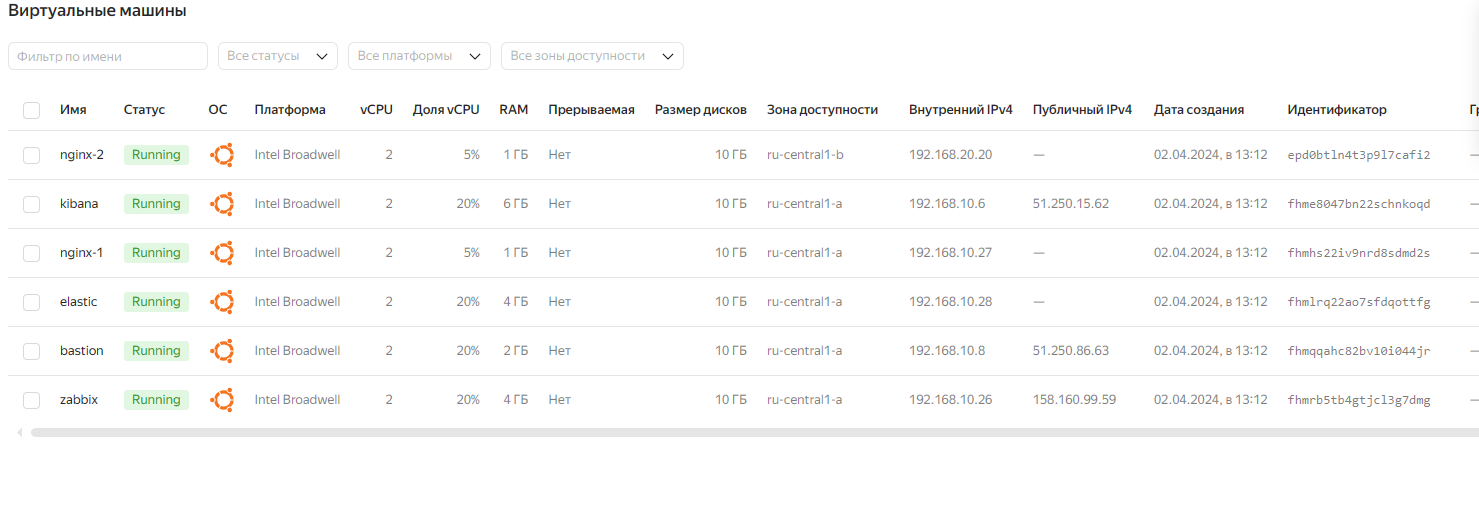 Виртуальные машины
Фильтр по имени Все статусы Все платформы Все зоны доступности
Имя Статус ОС Платформа vCPU Доля vCPU RAM Прерываемая Размер дисков Зона доступности Внутренний IPv4 Публичный IPv4 Дата создания Идентификатор
nginx-2 Running Intel Broadwell 2 5% 1 ГБ Нет 10 ГБ ru-central1-b 192.168.20.20 — 02.04.2024, в 13:12 epd0btln4t3p9l7cafi2 —
kibana Running Intel Broadwell 2 20% 6 ГБ Нет 10 ГБ ru-central1-a 192.168.10.6 51.250.15.62 02.04.2024, в 13:12 fhme8047bn22schnkoqd —
nginx-1 Running Intel Broadwell 2 5% 1 ГБ Нет 10 ГБ ru-central1-a 192.168.10.27 — 02.04.2024, в 13:12 fhmhs22iv9nrd8sdmd2s —
elastic Running Intel Broadwell 2 20% 4 ГБ Нет 10 ГБ ru-central1-a 192.168.10.28 — 02.04.2024, в 13:12 fhmlrq22ao7sfdqottfg —
bastion Running Intel Broadwell 2 20% 2 ГБ Нет 10 ГБ ru-central1-a 192.168.10.8 51.250.86.63 02.04.2024, в 13:12 fhmqqahc82bv10i044jr —
zabbix Running Intel Broadwell 2 20% 4 ГБ Нет 10 ГБ ru-central1-a 192.168.10.26 158.160.99.59 02.04.2024, в 13:12 fhmrb5tb4gtjcl3g7dmg —